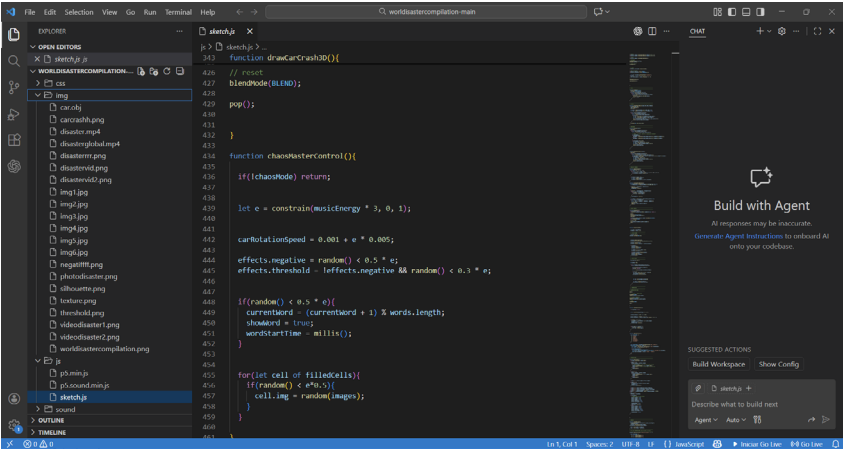 File Edit Selection View Go Run Terminal Help
worldisastercompilation-main
EXPLORER
OPEN EDITORS
sketch.js js
WORLDISASTERCOMPILATION-...
css
img
car.obj
carcrashh.png
disaster.mp4
disasterglobal.mp4
disasterrrr.png
disastervid.png
disastervid2.png
img1.jpg
img2.jpg
img3.jpg
img4.jpg
img5.jpg
img6.jpg
negatiffff.png
photodisaster.png
silhouette.png
texture.png
threshold.png
videodisaster1.png
videodisaster2.png
worldisastercompilation.png
js
p5.min.js
p5.sound.min.js
sketch.js
sound
OUTLINE
TIMELINE
sketch.js
js > sketch.js > ...
343 function drawCarCrash3D(){
426 // reset
427 blendMode(BLEND);
428
429 pop();
430
431
432 }
433
434 function chaosMasterControl(){
435
436 if(!chaosMode) return;
437
438
439 let e = constrain(musicEnergy * 3, 0, 1);
440
441
442 carRotationSpeed = 0.001 + e * 0.005;
443
444 effects.negative = random() < 0.5 * e;
445 effects.threshold = !effects.negative && random() < 0.3 * e;
446
447
448 if(random() < 0.5 * e){
449 currentWord = (currentWord + 1) % words.length;
450 showWord = true;
451 wordStartTime = millis();
452 }
453
454
455 for(let cell of filledCells){
456 if(random() < e*0.5){
457 cell.img = random(images);
458 }
459 }
460
461 }
CHAT
Build with Agent
AI responses may be inaccurate.
Generate Agent Instructions to onboard AI
onto your codebase.
SUGGESTED ACTIONS
Build Workspace Show Config
sketch.js
Describe what to build next
Agent Auto
0 0
Ln 1, Col 1 Spaces: 2 UTF-8 LF JavaScript Iniciar Go Live Go Live